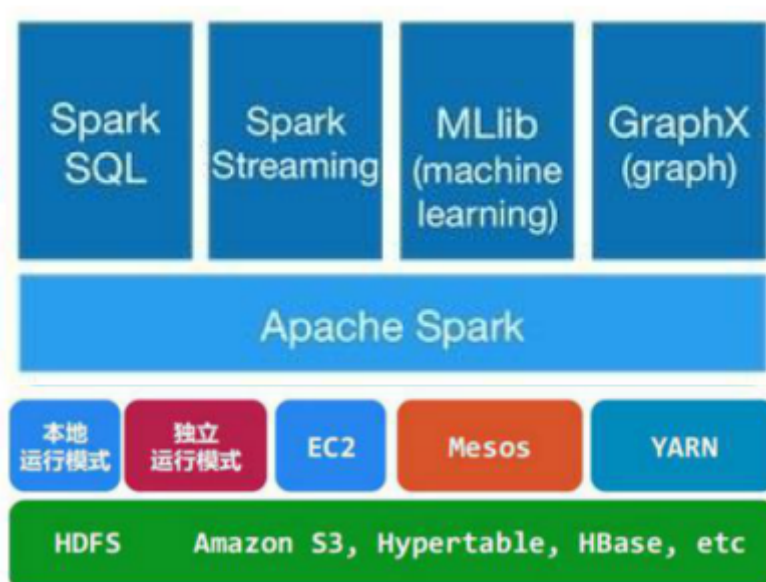 Spark
SQL
Spark
Streaming
MLlib
(machine
learning)
GraphX
(graph)
Apache Spark
本地
运行模式
独立
运行模式
EC2
Mesos
YARN
HDFS Amazon S3, Hypertable, HBase, etc